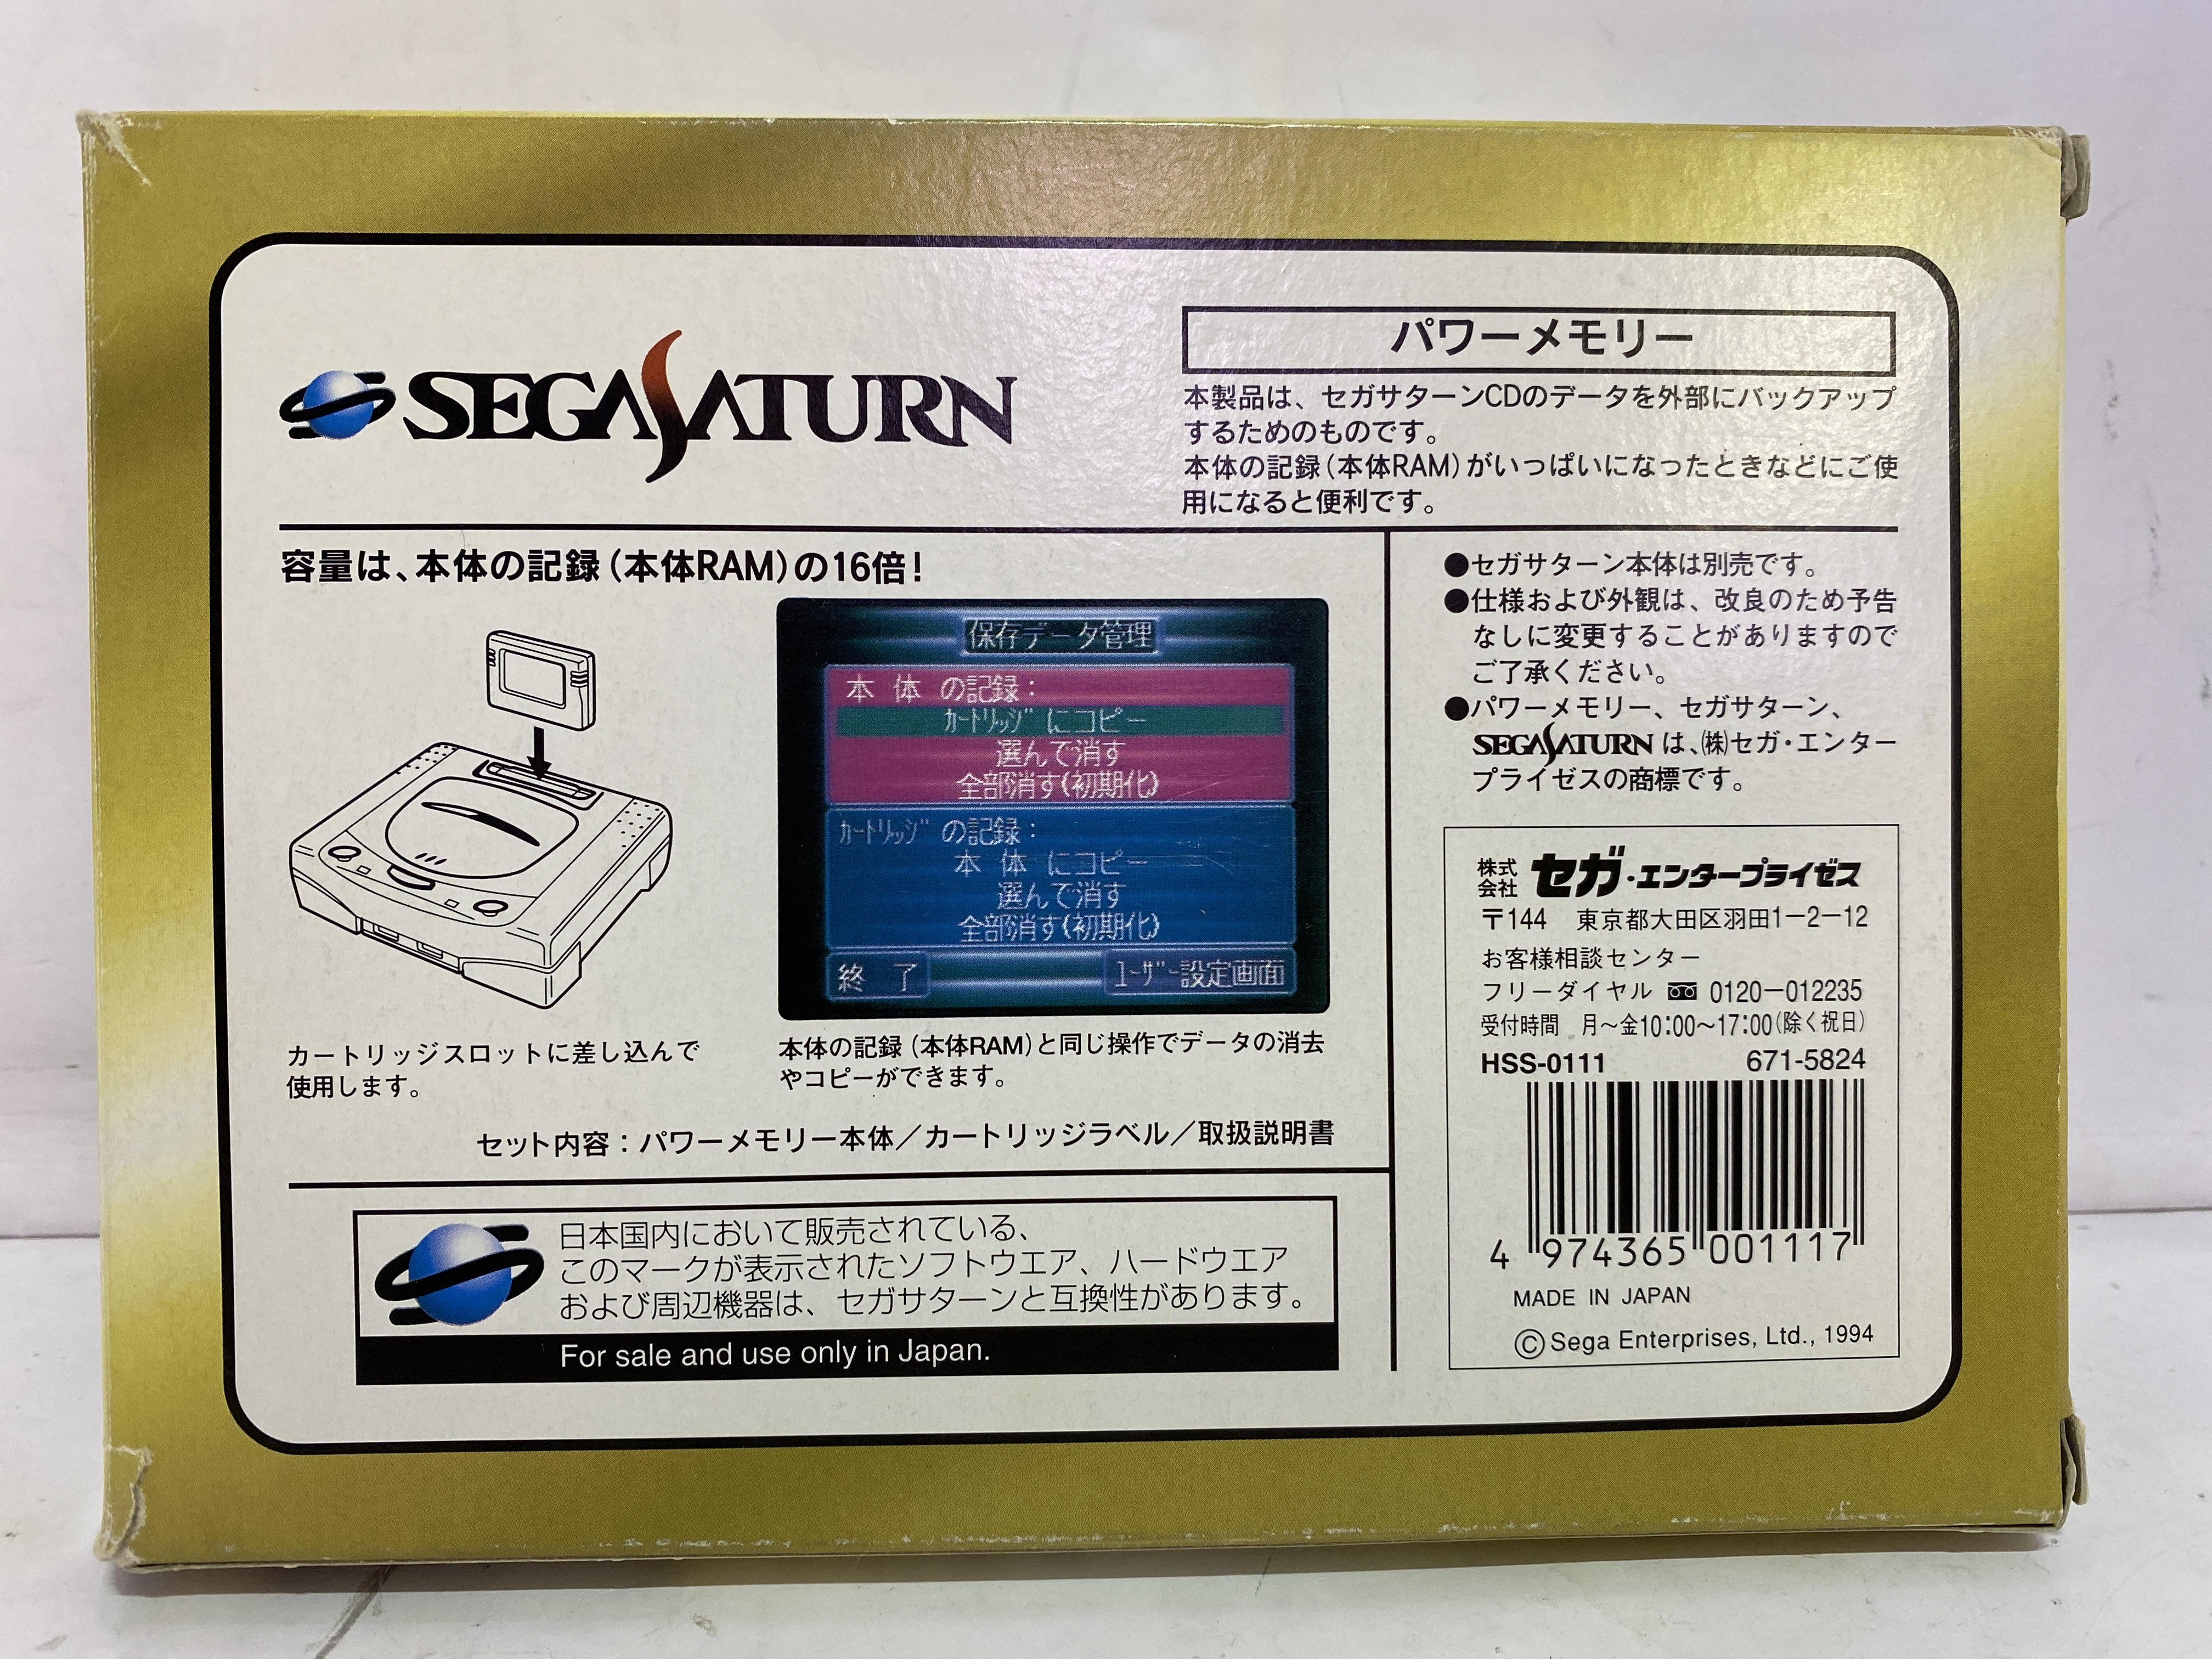 SEGASATURN
パワーメモリー
本製品は、セガサターンCDのデータを外部にバックアップ
するためのものです。
本体の記録(本体RAM)がいっぱいになったときなどにご使
用になると便利です。
容量は、本体の記録(本体RAM)の16倍!
保存データ管理
本 体 の記録:
カートリッジ にコピー
選んで消す
全部消す(初期化)
カートリッジ の記録:
本 体 にコピー
選んで消す
全部消す(初期化)
終 了
ユーザー設定画面
カートリッジスロットに差し込んで
使用します。
本体の記録(本体RAM)と同じ操作でデータの消去
やコピーができます。
セット内容:パワーメモリー本体/カートリッジラベル/取扱説明書
日本国内において販売されている、
このマークが表示されたソフトウエア、ハードウエア
および周辺機器は、セガサターンと互換性があります。
For sale and use only in Japan.
●セガサターン本体は別売です。
●仕様および外観は、改良のため予告
なしに変更することがありますので
ご了承ください。
●パワーメモリー、セガサターン、
SEGASATURN は、㈱セガ・エンター
プライゼスの商標です。
株式会社 セガ・エンタープライゼス
〒144 東京都大田区羽田1-2-12
お客様相談センター
フリーダイヤル 0120-012235
受付時間 月〜金10:00〜17:00(除く祝日)
HSS-0111 671-5824
4 974365 001117
MADE IN JAPAN
©Sega Enterprises, Ltd., 1994